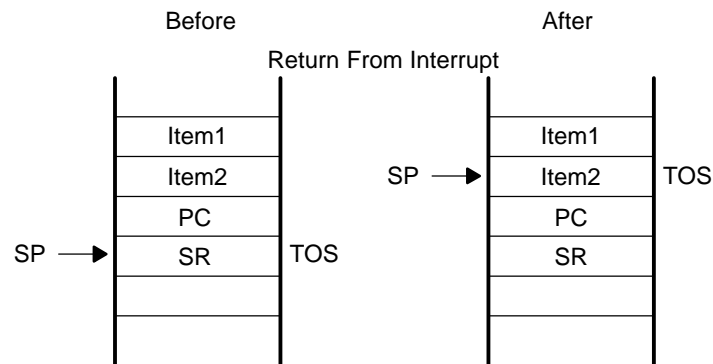 Before After
Return From Interrupt
Item1 Item1
Item2 SP Item2 TOS
PC PC
SP SR TOS SR